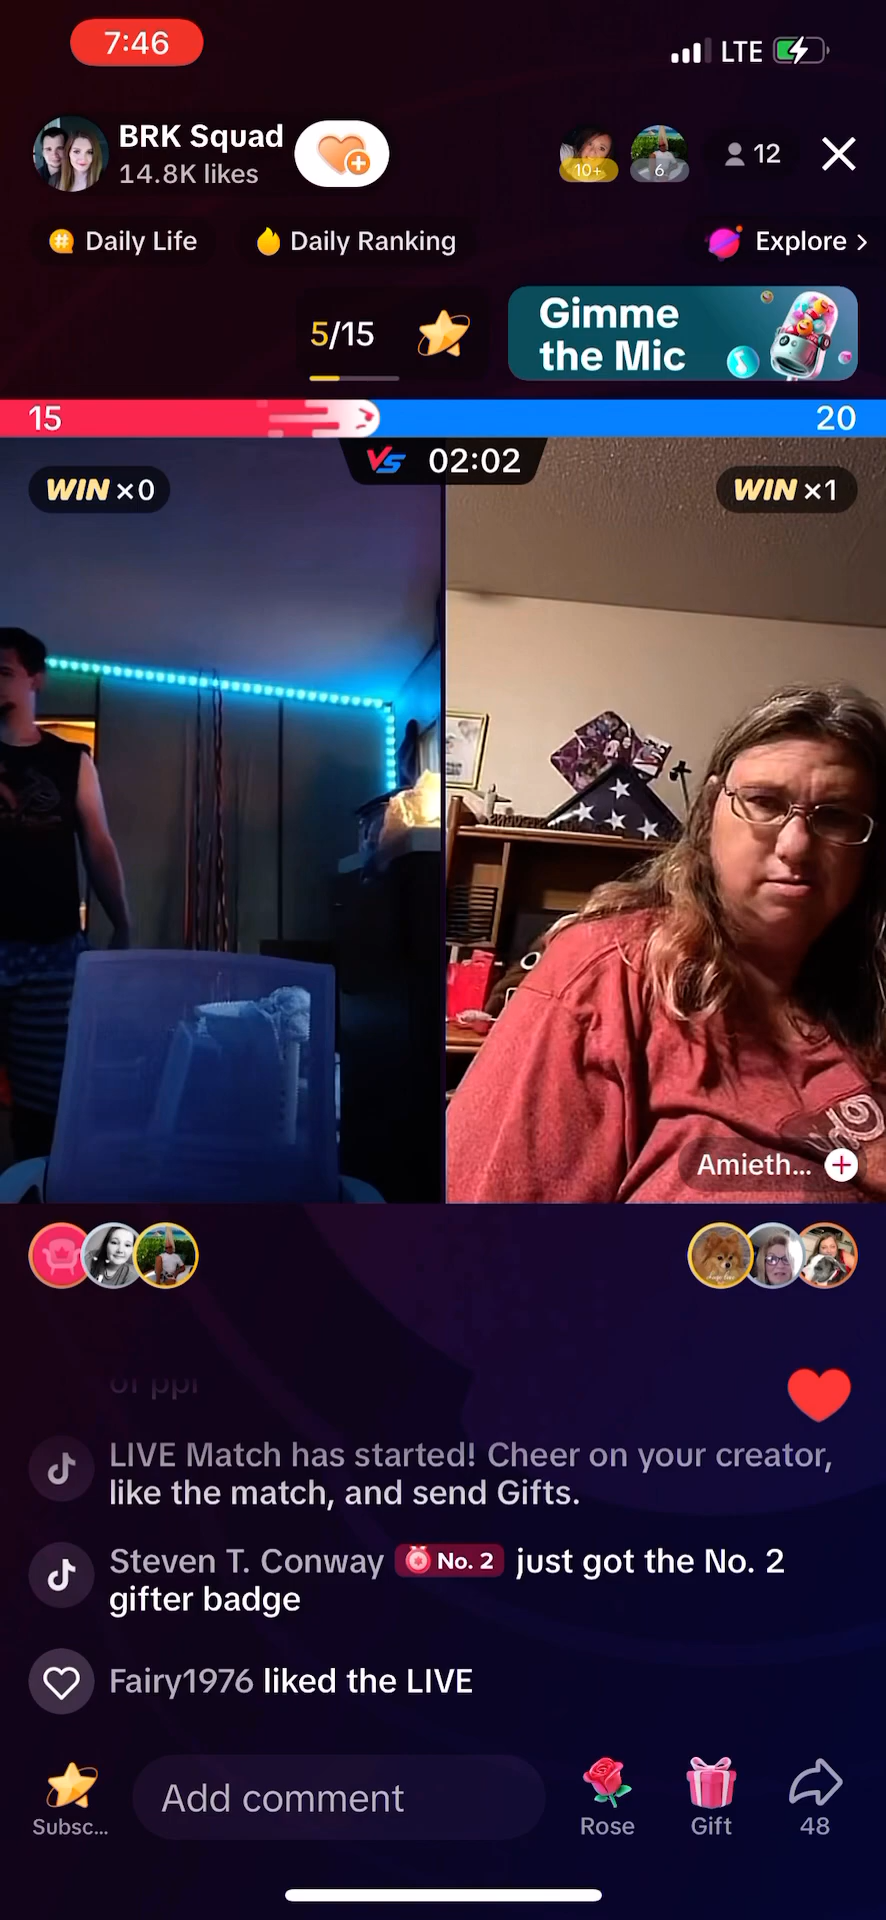 7:46
LTE
BRK Squad
14.8K likes
10+
6
12
Daily Life
Daily Ranking
Explore >
5/15
Gimme
the Mic
15
20
VS 02:02
WIN ×0
WIN ×1
Amieth...
LIVE Match has started! Cheer on your creator,
like the match, and send Gifts.
Steven T. Conway No. 2 just got the No. 2
gifter badge
Fairy1976 liked the LIVE
Subsc...
Add comment
Rose
Gift
48